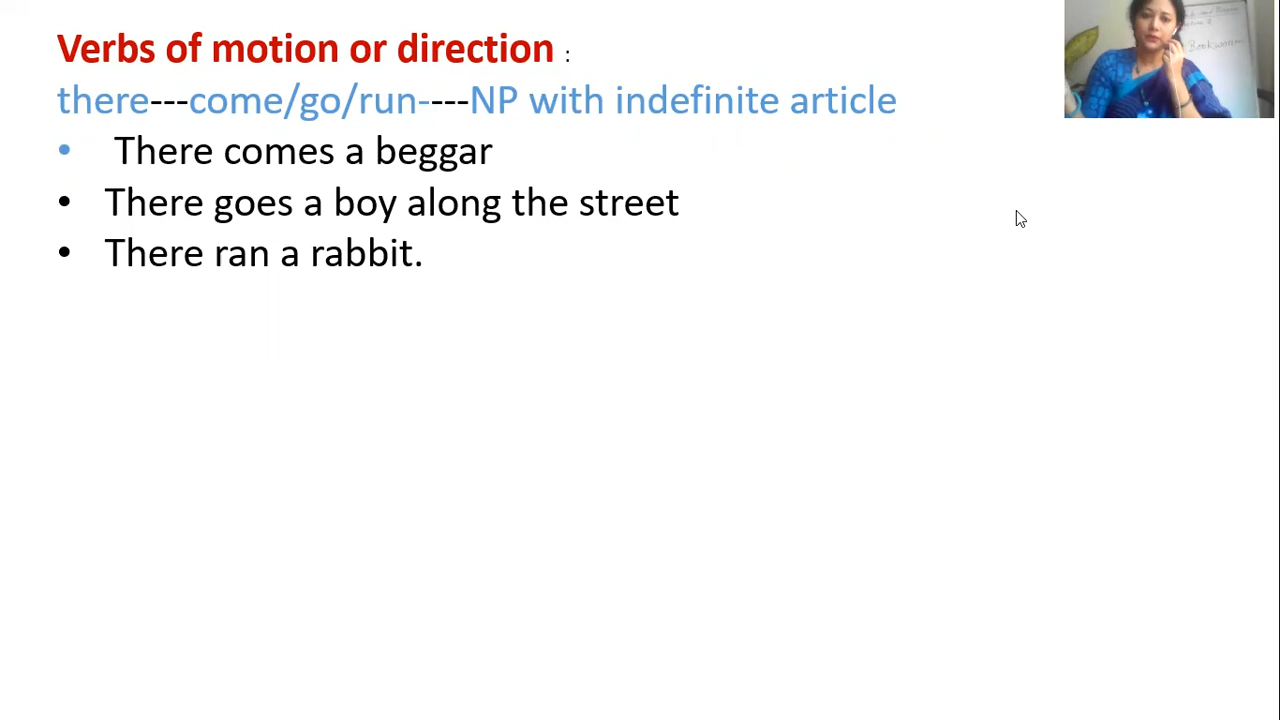 Verbs of motion or direction :
there---come/go/run----NP with indefinite article
• There comes a beggar
• There goes a boy along the street
• There ran a rabbit.